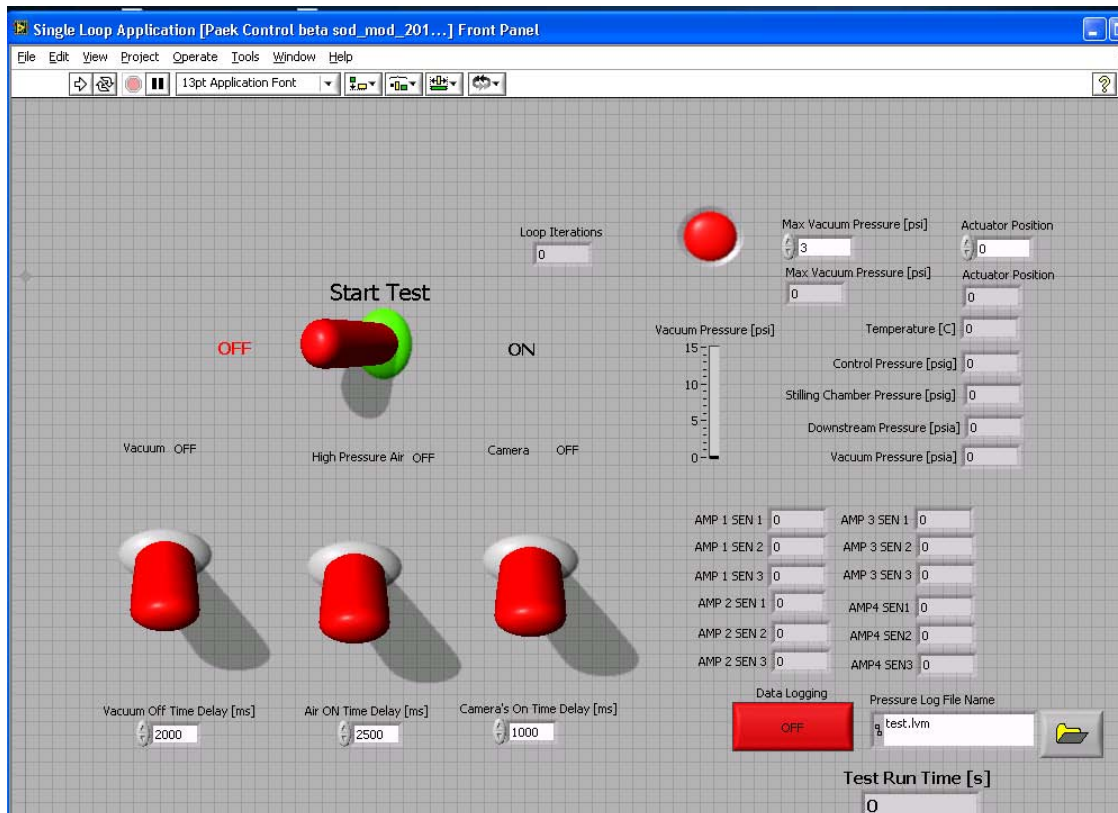 Single Loop Application [Paek Control beta sod_mod_201...] Front Panel
File Edit View Project Operate Tools Window Help
13pt Application Font
?
Loop Iterations
0
Max Vacuum Pressure [psi]
3
Actuator Position
0
Max Vacuum Pressure [psi]
0
Actuator Position
0
Start Test
OFF
ON
Vacuum Pressure [psi]
15
10
5
0
Temperature [C] 0
Control Pressure [psig] 0
Stilling Chamber Pressure [psig] 0
Downstream Pressure [psia] 0
Vacuum Pressure [psia] 0
Vacuum OFF
High Pressure Air OFF
Camera OFF
AMP 1 SEN 1 0 AMP 3 SEN 1 0
AMP 1 SEN 2 0 AMP 3 SEN 2 0
AMP 1 SEN 3 0 AMP 3 SEN 3 0
AMP 2 SEN 1 0 AMP4 SEN1 0
AMP 2 SEN 2 0 AMP4 SEN2 0
AMP 2 SEN 3 0 AMP4 SEN3 0
Vacuum Off Time Delay [ms]
2000
Air ON Time Delay [ms]
2500
Camera's On Time Delay [ms]
1000
Data Logging
OFF
Pressure Log File Name
test.lvm
Test Run Time [s]
0